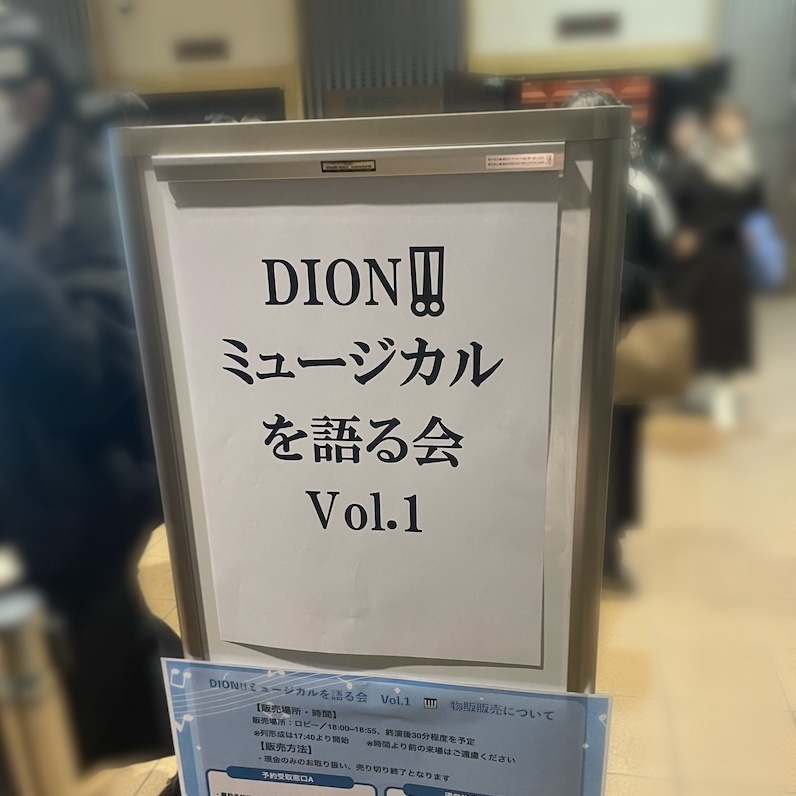 DION!!
ミュージカル
を語る会
Vol.1
DION!!ミュージカルを語る会 Vol.1 物販販売について
【販売場所・時間】
販売場所：ロビー／18:00–18:55、終演後30分程度を予定
※列形成は17:40より開始 ※時間より前の来場はご遠慮ください
【販売方法】
・現金のみのお取り扱い、売り切り終了となります
予約受取窓口A